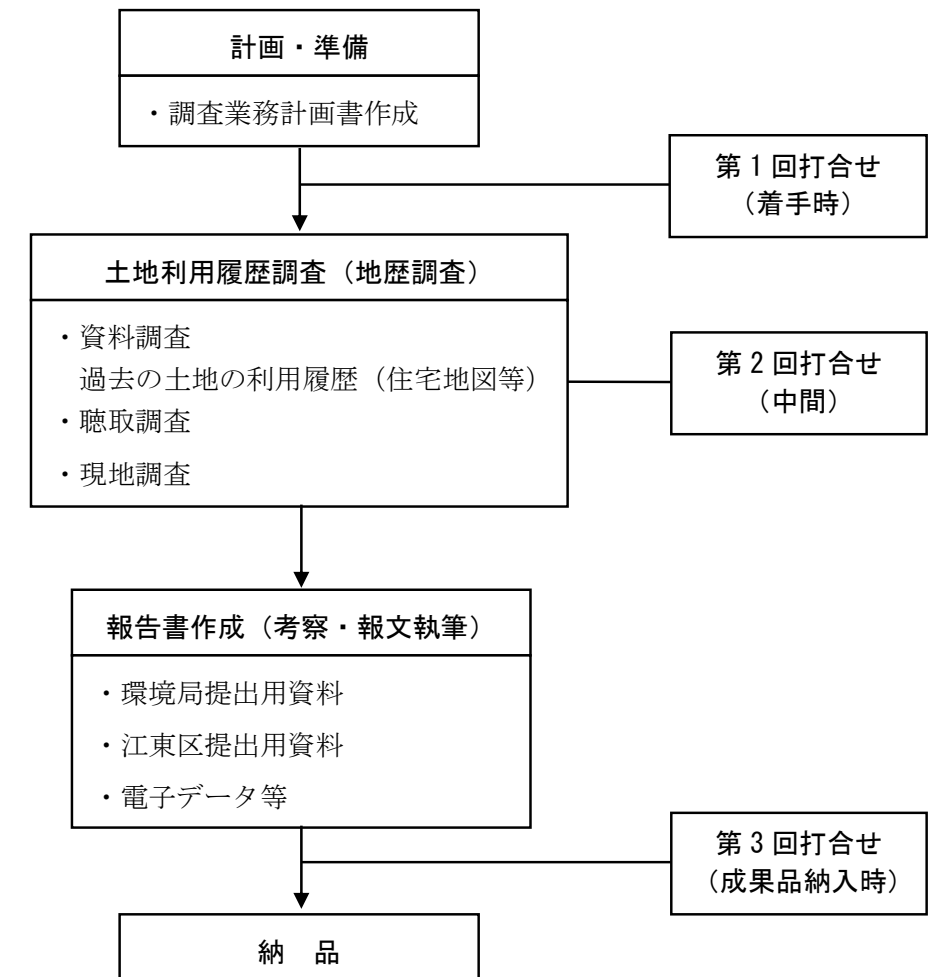 計画・準備
・調査業務計画書作成
第1回打合せ
（着手時）
土地利用履歴調査（地歴調査）
・資料調査
過去の土地の利用履歴（住宅地図等）
・聴取調査
・現地調査
第2回打合せ
（中間）
報告書作成（考察・報文執筆）
・環境局提出用資料
・江東区提出用資料
・電子データ等
第3回打合せ
（成果品納入時）
納　品